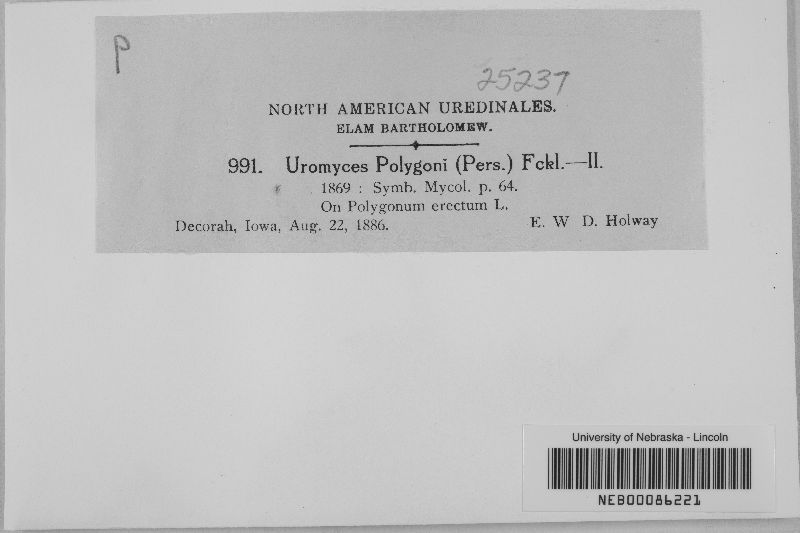 p
25237
NORTH AMERICAN UREDINALES.
ELAM BARTHOLOMEW.
991. Uromyces Polygoni (Pers.) Fckl.—II.
1869 : Symb. Mycol. p. 64.
On Polygonum erectum L.
Decorah, Iowa, Aug. 22, 1886. E. W D. Holway
University of Nebraska - Lincoln
NEB00086221